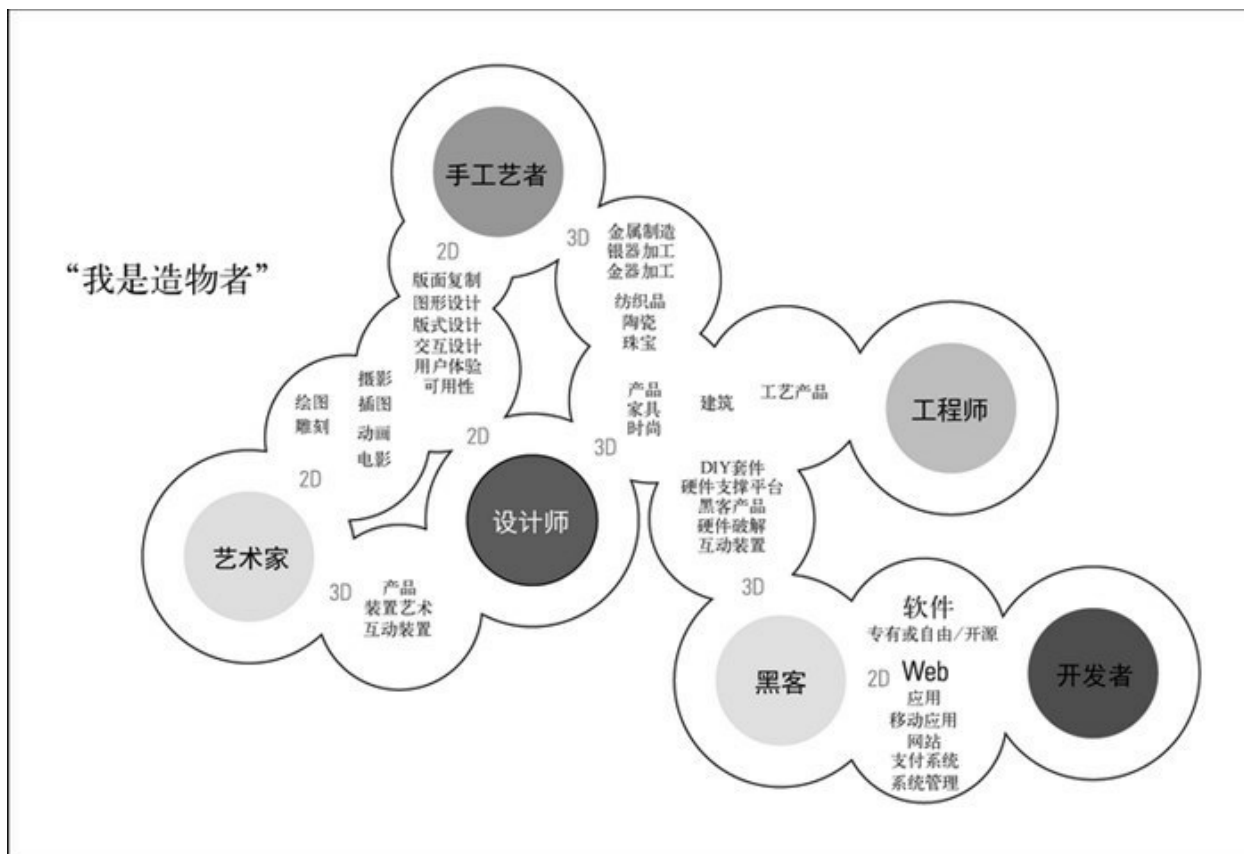 “我是造物者”
手工艺者
2D
版面复制
图形设计
版式设计
交互设计
用户体验
可用性
3D
金属制造
银器加工
金器加工
纺织品
陶瓷
珠宝
产品
家具
时尚
3D
建筑
工艺产品
工程师
绘图
雕刻
摄影
插图
动画
电影
2D
2D
艺术家
设计师
3D
产品
装置艺术
互动装置
DIY套件
硬件支撑平台
黑客产品
硬件破解
互动装置
3D
黑客
软件
专有或自由/开源
2D
Web
应用
移动应用
网站
支付系统
系统管理
开发者